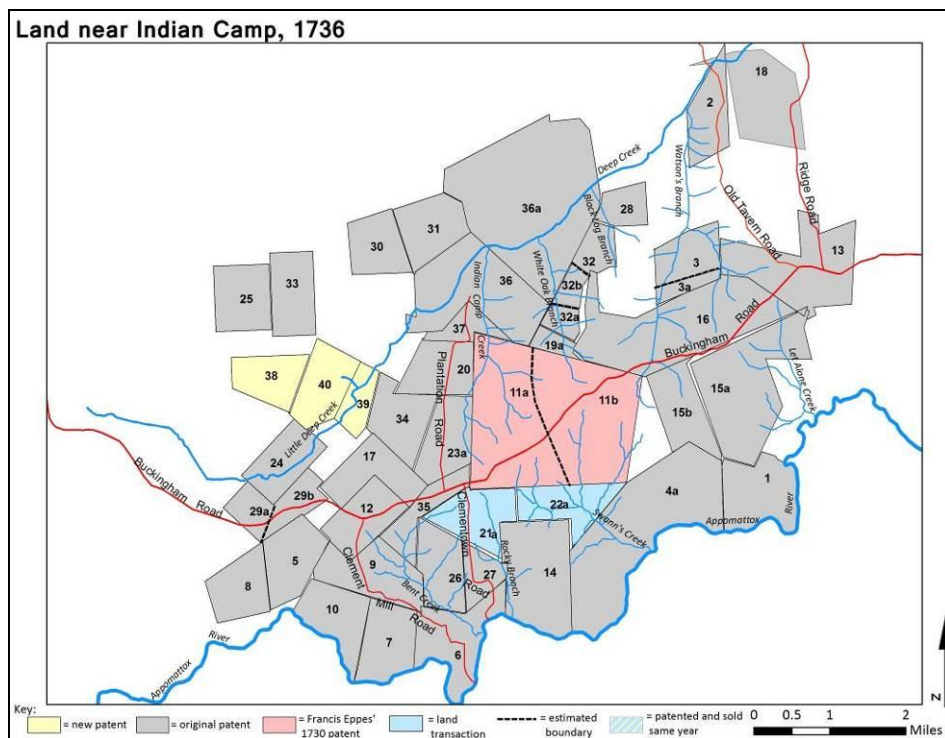 Land near Indian Camp, 1736
18
2
Deep Creek
Watson's Branch
Old Tavern Road
Ridge Road
36a
28
Black Jag Branch
31
30
13
3
32
36
Indian Camp Creek
White Oak Branch
32b
3a
33
25
16
32a
37
19a
Buckingham Road
Let Alone Creek
Plantation Road
20
38
40
11a
11b
15a
39
34
15b
Little Deep Creek
17
23a
24
29b
4a
1
River
29a
12
35
22a
Swann's Creek
Appomattox
Buckingham Road
Clementown Road
21a
Rocky Branch
5
Clement Mill Road
9
14
8
26
27
Bent Creek
10
7
6
River
Appomattox
N
Key:
= new patent
= original patent
= Francis Eppes'
1730 patent
= land
transaction
= estimated
boundary
= patented and sold
same year
0 0.5 1 2
Miles